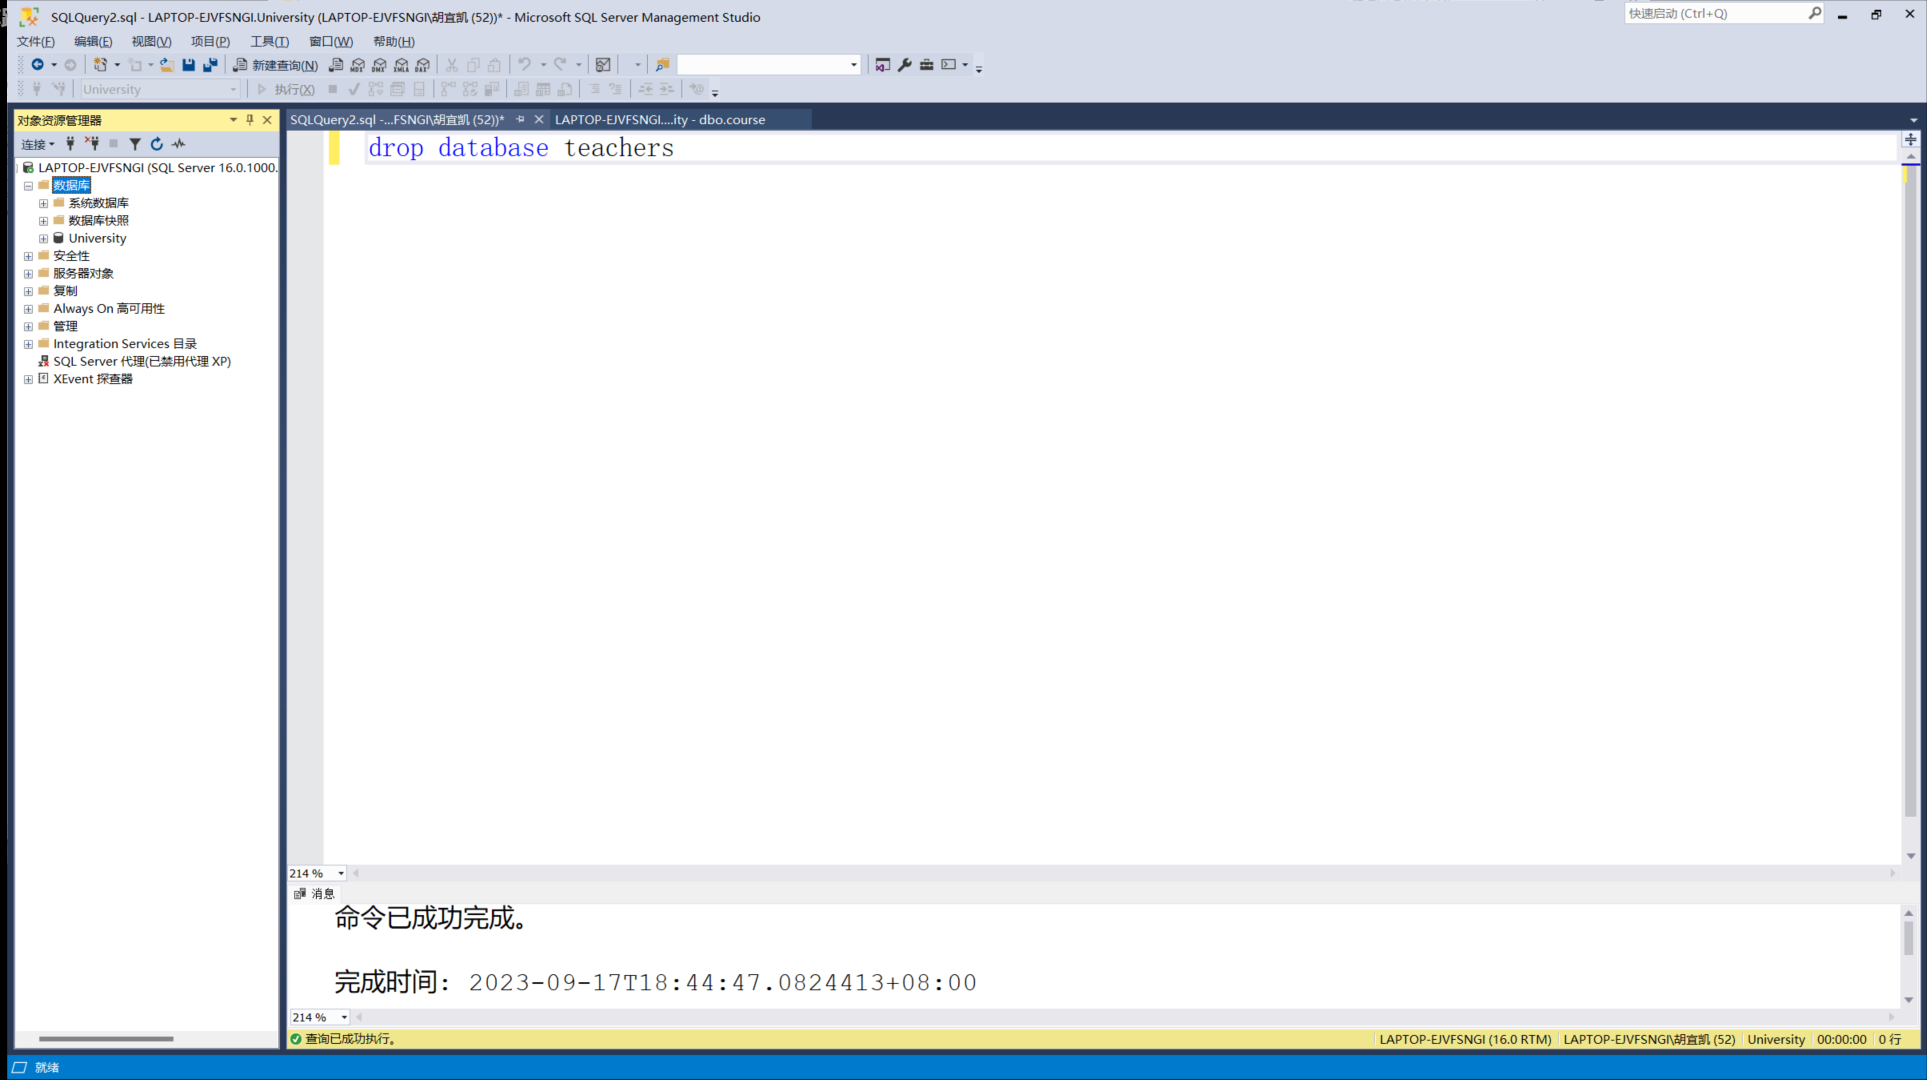 SQLQuery2.sql - LAPTOP-EJVFSNGI.University (LAPTOP-EJVFSNGI\胡宜凯 (52))* - Microsoft SQL Server Management Studio
快速启动 (Ctrl+Q)
文件(F) 编辑(E) 视图(V) 项目(P) 工具(T) 窗口(W) 帮助(H)
新建查询(N) MDX DMX XMLA DAX
University 执行(X)
对象资源管理器
SQLQuery2.sql -...FSNGI\胡宜凯 (52))* LAPTOP-EJVFSNGI....ity - dbo.course
连接
drop database teachers
LAPTOP-EJVFSNGI (SQL Server 16.0.1000.
数据库
系统数据库
数据库快照
University
安全性
服务器对象
复制
Always On 高可用性
管理
Integration Services 目录
SQL Server 代理(已禁用代理 XP)
XEvent 探查器
214 %
消息
命令已成功完成。
完成时间: 2023-09-17T18:44:47.0824413+08:00
214 %
查询已成功执行。 LAPTOP-EJVFSNGI (16.0 RTM) LAPTOP-EJVFSNGI\胡宜凯 (52) University 00:00:00 0 行
就绪